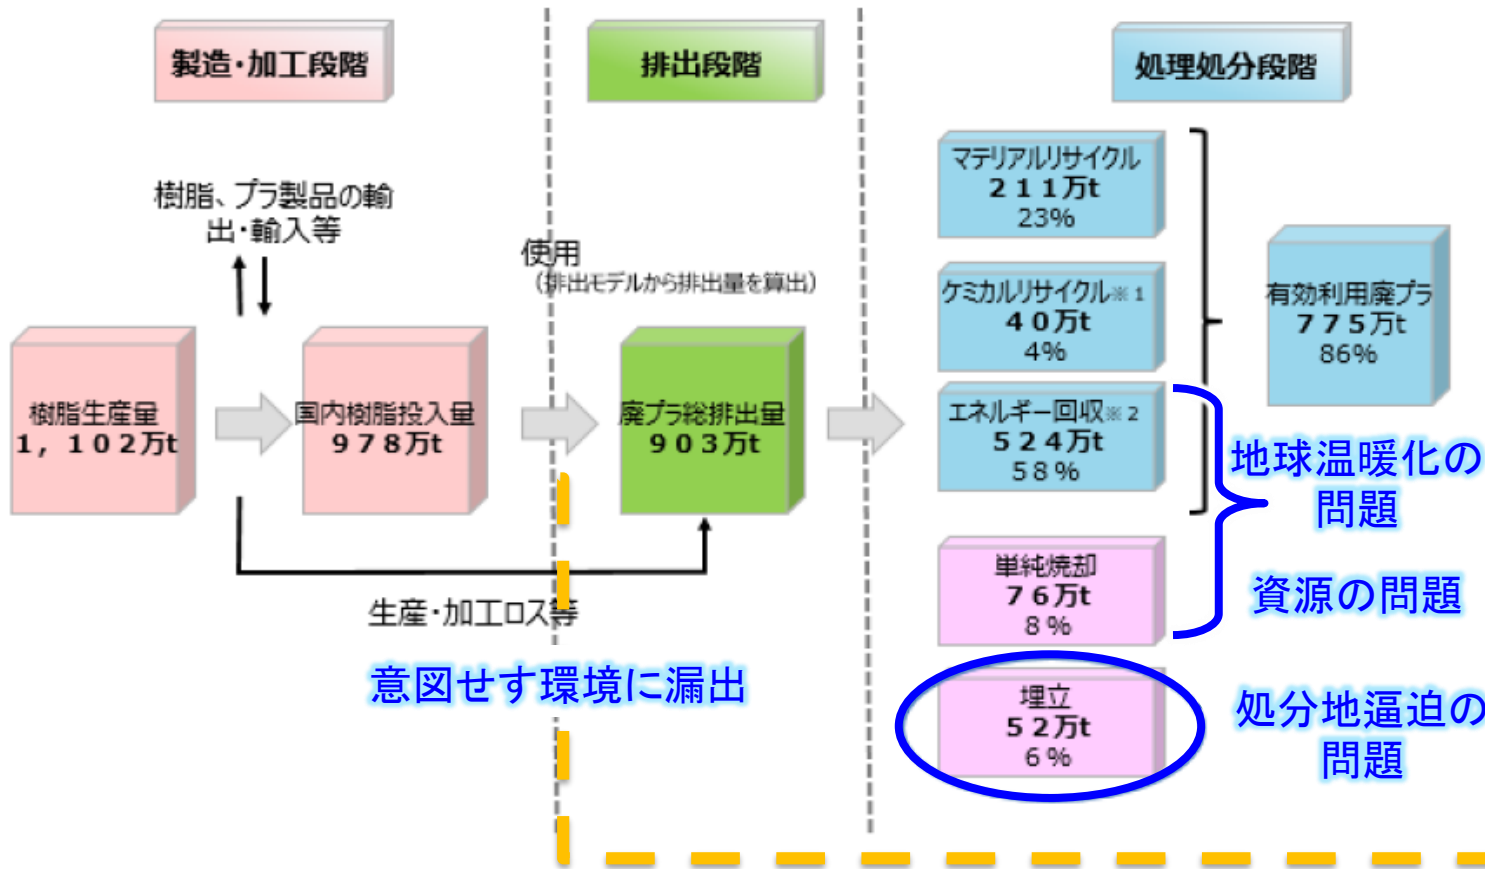 製造・加工段階
排出段階
処理処分段階
樹脂、プラ製品の輸
出・輸入等
使用
（排出モデルから排出量を算出）
樹脂生産量
１，１０２万t
国内樹脂投入量
９７８万t
廃プラ総排出量
９０３万t
生産・加工ロス等
意図せす環境に漏出
マテリアルリサイクル
２１１万t
23%
ケミカルリサイクル※１
４０万t
4%
エネルギー回収※２
５２４万t
58%
単純焼却
７６万t
8%
埋立
５２万t
6%
有効利用廃プラ
７７５万t
86%
地球温暖化の
問題
資源の問題
処分地逼迫の
問題